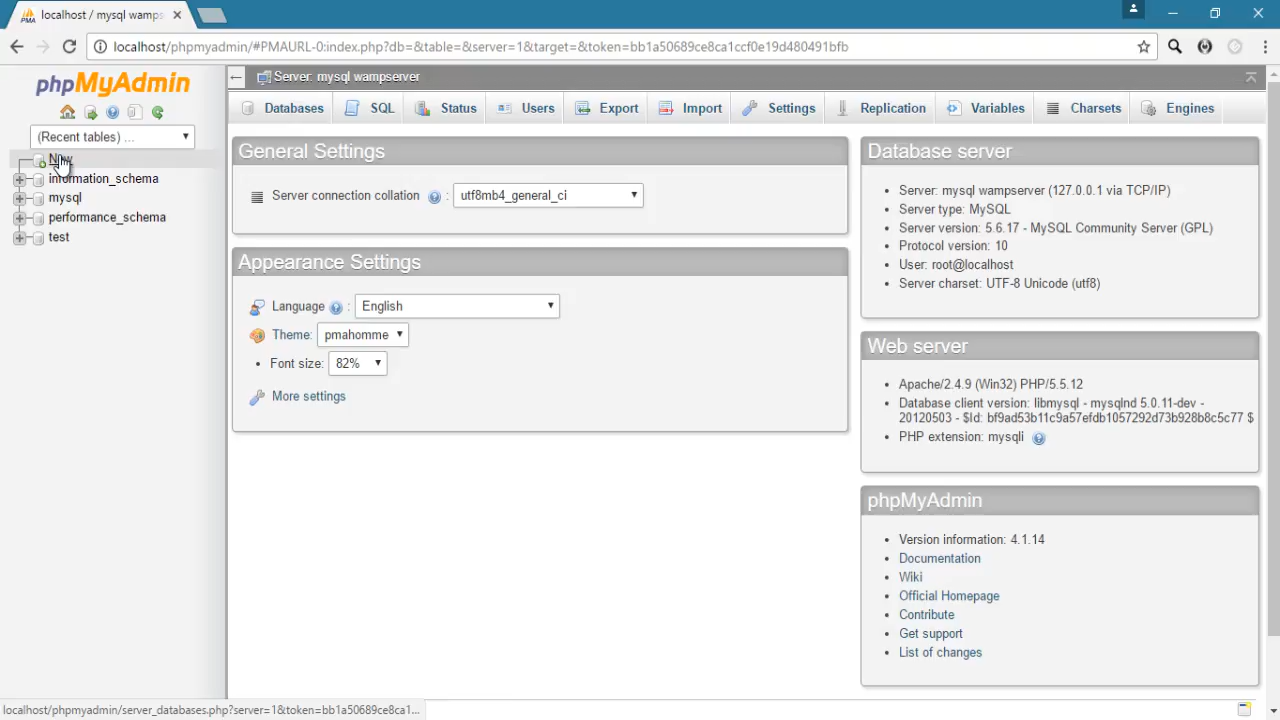 localhost / mysql wamps
localhost/phpmyadmin/#PMAURL-0:index.php?db=&table=&server=1&target=&token=bb1a50689ce8ca1ccf0e19d480491bfb
phpMyAdmin
(Recent tables) ...
New
information_schema
mysql
performance_schema
test
Server: mysql wampserver
Databases
SQL
Status
Users
Export
Import
Settings
Replication
Variables
Charsets
Engines
General Settings
Server connection collation : utf8mb4_general_ci
Appearance Settings
Language : English
Theme: pmahomme
Font size: 82%
More settings
Database server
Server: mysql wampserver (127.0.0.1 via TCP/IP)
Server type: MySQL
Server version: 5.6.17 - MySQL Community Server (GPL)
Protocol version: 10
User: root@localhost
Server charset: UTF-8 Unicode (utf8)
Web server
Apache/2.4.9 (Win32) PHP/5.5.12
Database client version: libmysql - mysqlnd 5.0.11-dev -
20120503 - $Id: bf9ad53b11c9a57efdb1057292d73b928b8c5c77 $
PHP extension: mysqli
phpMyAdmin
Version information: 4.1.14
Documentation
Wiki
Official Homepage
Contribute
Get support
List of changes
localhost/phpmyadmin/server_databases.php?server=1&token=bb1a50689ce8ca1...